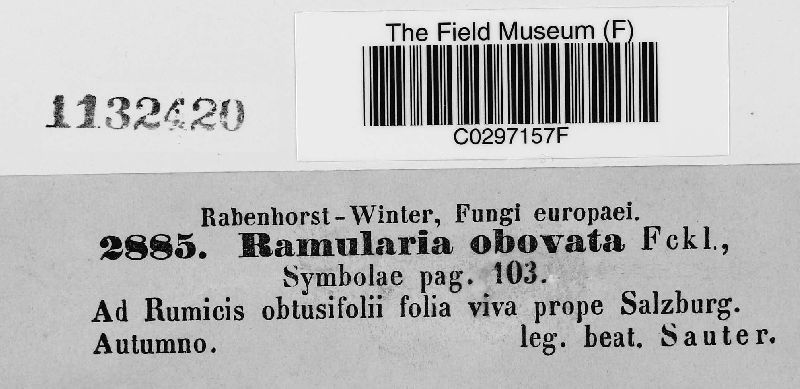 The Field Museum (F)
1132420
C0297157F
Rabenhorst-Winter, Fungi europaei.
2885. Ramularia obovata Fckl.,
Symbolae pag. 103.
Ad Rumicis obtusifolii folia viva prope Salzburg.
Autumno. leg. beat. Sauter.